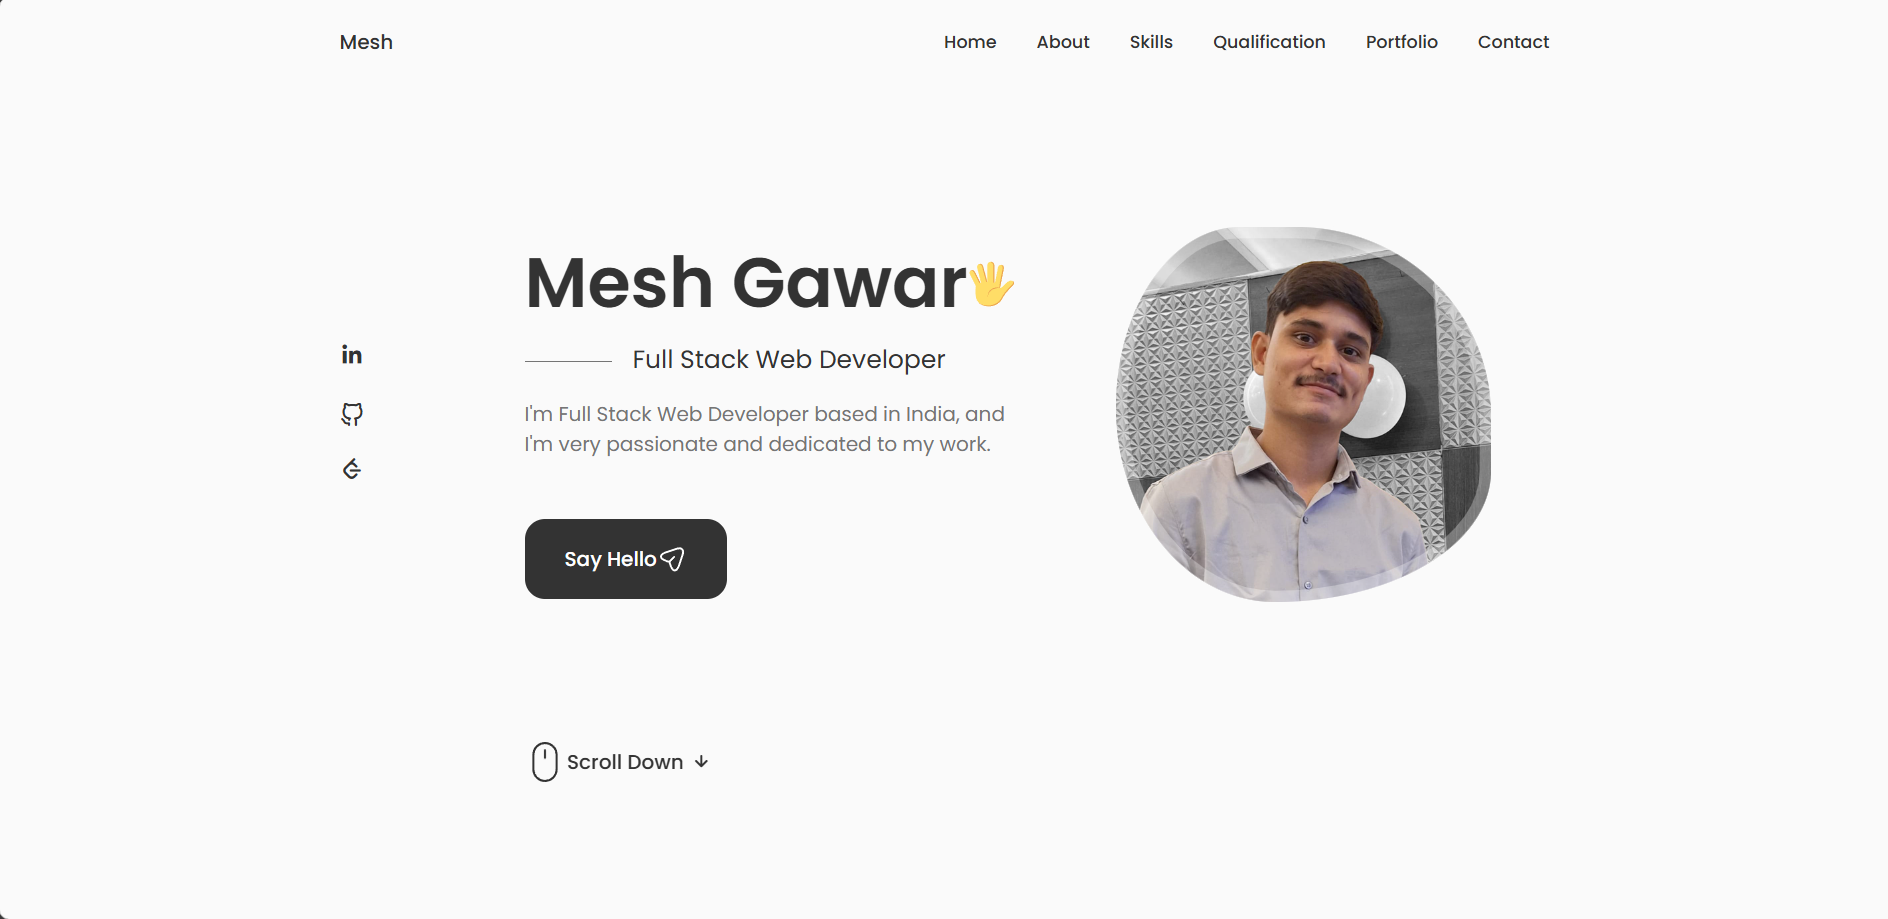 Mesh
Home About Skills Qualification Portfolio Contact
Mesh Gawar🖐
Full Stack Web Developer
I'm Full Stack Web Developer based in India, and
I'm very passionate and dedicated to my work.
in
Say Hello
Scroll Down ↓